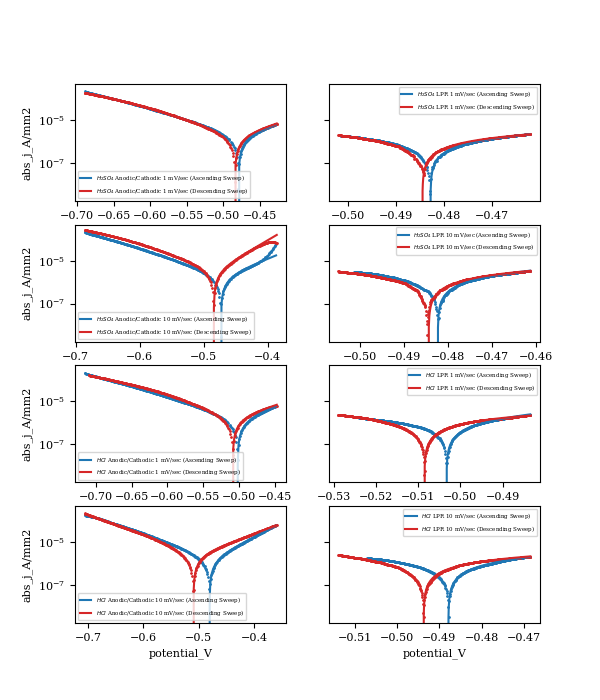 abs_j_A/mm2
10⁻⁵
10⁻⁷
H₂SO₄ Anodic/Cathodic 1 mV/sec (Ascending Sweep)
H₂SO₄ Anodic/Cathodic 1 mV/sec (Descending Sweep)
−0.70 −0.65 −0.60 −0.55 −0.50 −0.45
H₂SO₄ LPR 1 mV/sec (Ascending Sweep)
H₂SO₄ LPR 1 mV/sec (Descending Sweep)
−0.50 −0.49 −0.48 −0.47
abs_j_A/mm2
10⁻⁵
10⁻⁷
H₂SO₄ Anodic/Cathodic 10 mV/sec (Ascending Sweep)
H₂SO₄ Anodic/Cathodic 10 mV/sec (Descending Sweep)
−0.7 −0.6 −0.5 −0.4
H₂SO₄ LPR 10 mV/sec (Ascending Sweep)
H₂SO₄ LPR 10 mV/sec (Descending Sweep)
−0.50 −0.49 −0.48 −0.47 −0.46
abs_j_A/mm2
10⁻⁵
10⁻⁷
HCl Anodic/Cathodic 1 mV/sec (Ascending Sweep)
HCl Anodic/Cathodic 1 mV/sec (Descending Sweep)
−0.70 −0.65 −0.60 −0.55 −0.50 −0.45
HCl LPR 1 mV/sec (Ascending Sweep)
HCl LPR 1 mV/sec (Descending Sweep)
−0.53 −0.52 −0.51 −0.50 −0.49
abs_j_A/mm2
10⁻⁵
10⁻⁷
HCl Anodic/Cathodic 10 mV/sec (Ascending Sweep)
HCl Anodic/Cathodic 10 mV/sec (Descending Sweep)
−0.7 −0.6 −0.5 −0.4
potential_V
HCl LPR 10 mV/sec (Ascending Sweep)
HCl LPR 10 mV/sec (Descending Sweep)
−0.51 −0.50 −0.49 −0.48 −0.47
potential_V